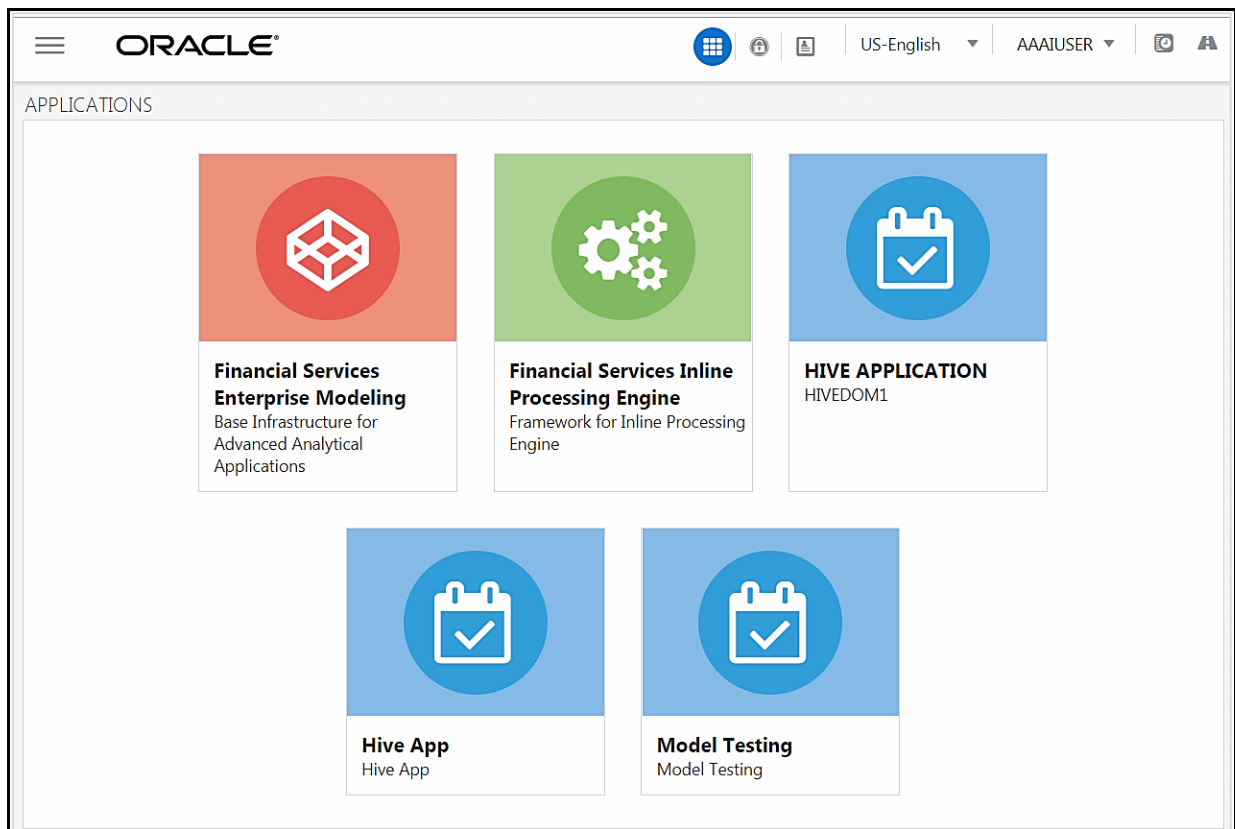 ORACLE®
US-English
AAAIUSER
APPLICATIONS
Financial Services
Enterprise Modeling
Base Infrastructure for
Advanced Analytical
Applications
Financial Services Inline
Processing Engine
Framework for Inline Processing
Engine
HIVE APPLICATION
HIVEDOM1
Hive App
Hive App
Model Testing
Model Testing